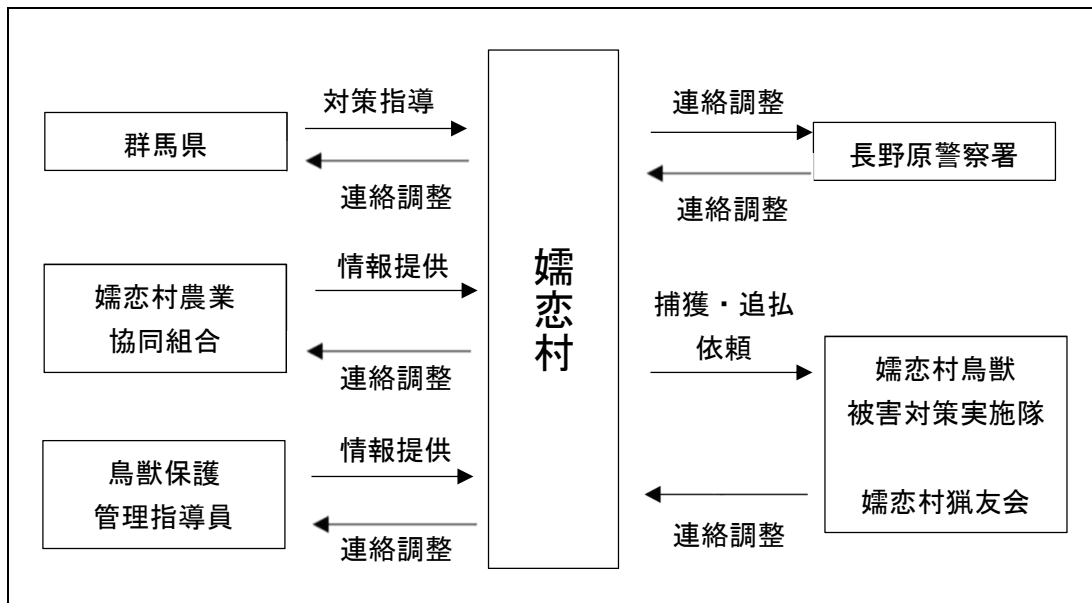 対策指導
群馬県
連絡調整
情報提供
嬬恋村農業
協同組合
連絡調整
情報提供
鳥獣保護
管理指導員
連絡調整
嬬恋村
連絡調整
長野原警察署
連絡調整
捕獲・追払
依頼
嬬恋村鳥獣
被害対策実施隊
嬬恋村猟友会
連絡調整